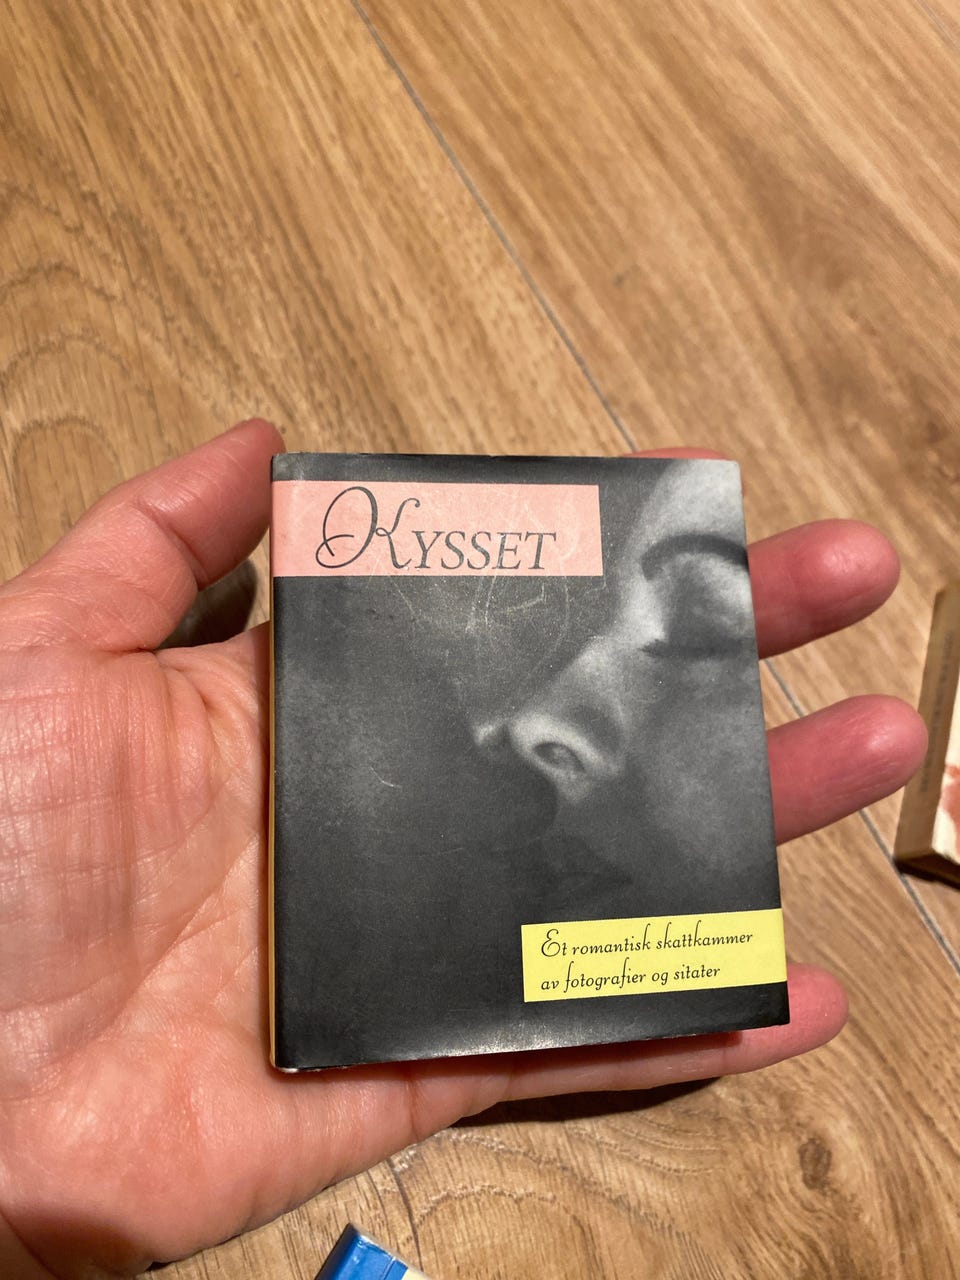 KYSSET
Et romantisk skattkammer
av fotografier og sitater